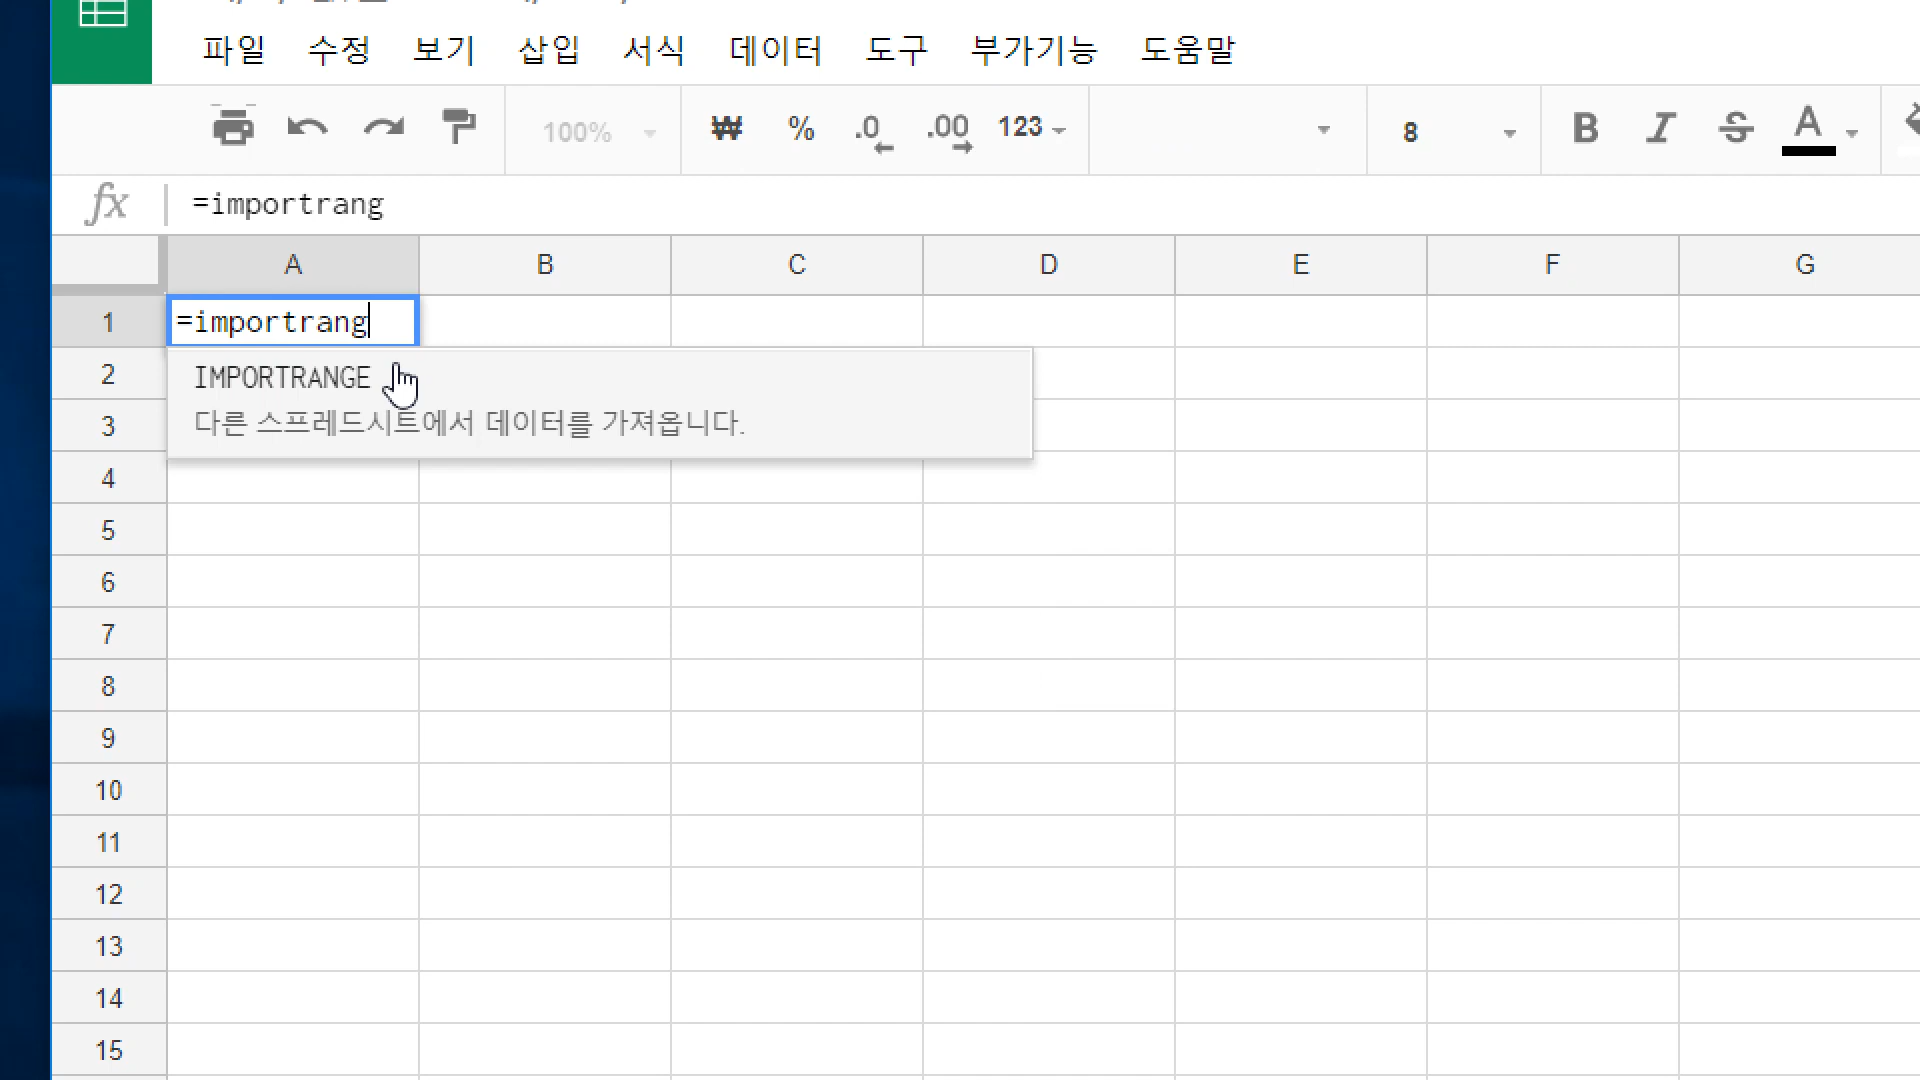 파일 수정 보기 삽입 서식 데이터 도구 부가기능 도움말
100% ₩ % .0 .00 123 8 B I S A
fx =importrang
A B C D E F G
1 =importrang
IMPORTRANGE
다른 스프레드시트에서 데이터를 가져옵니다.
2
3
4
5
6
7
8
9
10
11
12
13
14
15